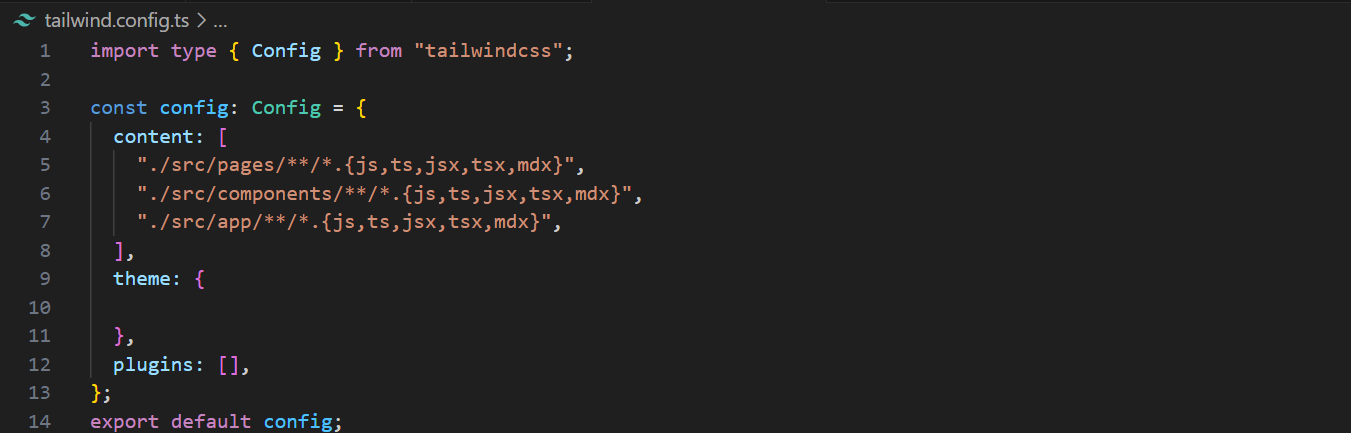 tailwind.config.ts > ...
1 import type { Config } from "tailwindcss";
2
3 const config: Config = {
4   content: [
5     "./src/pages/**/*.{js,ts,jsx,tsx,mdx}",
6     "./src/components/**/*.{js,ts,jsx,tsx,mdx}",
7     "./src/app/**/*.{js,ts,jsx,tsx,mdx}",
8   ],
9   theme: {
10
11   },
12   plugins: [],
13 };
14 export default config;